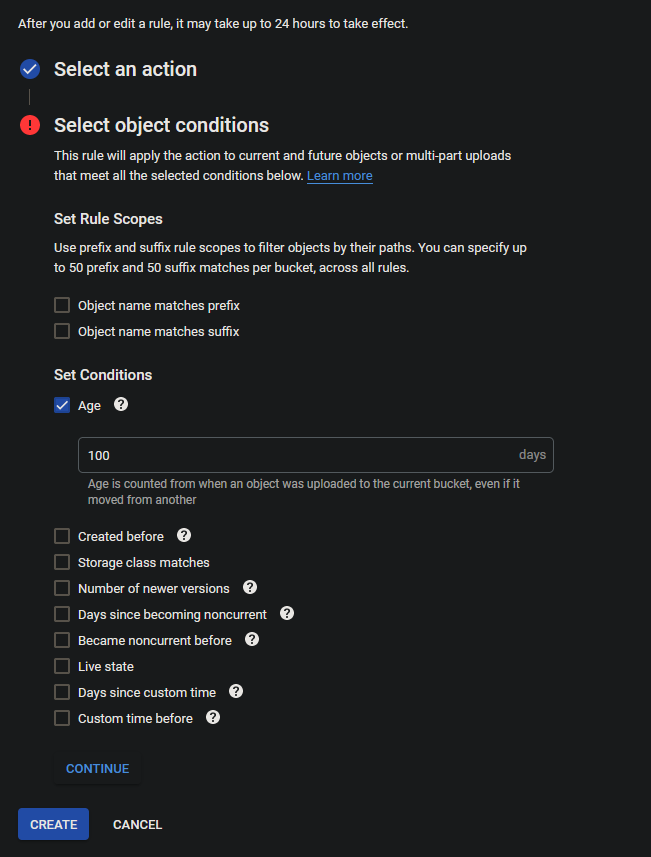 After you add or edit a rule, it may take up to 24 hours to take effect.
Select an action
Select object conditions
This rule will apply the action to current and future objects or multi-part uploads
that meet all the selected conditions below. Learn more
Set Rule Scopes
Use prefix and suffix rule scopes to filter objects by their paths. You can specify up
to 50 prefix and 50 suffix matches per bucket, across all rules.
Object name matches prefix
Object name matches suffix
Set Conditions
Age
100 days
Age is counted from when an object was uploaded to the current bucket, even if it
moved from another
Created before
Storage class matches
Number of newer versions
Days since becoming noncurrent
Became noncurrent before
Live state
Days since custom time
Custom time before
CONTINUE
CREATE CANCEL